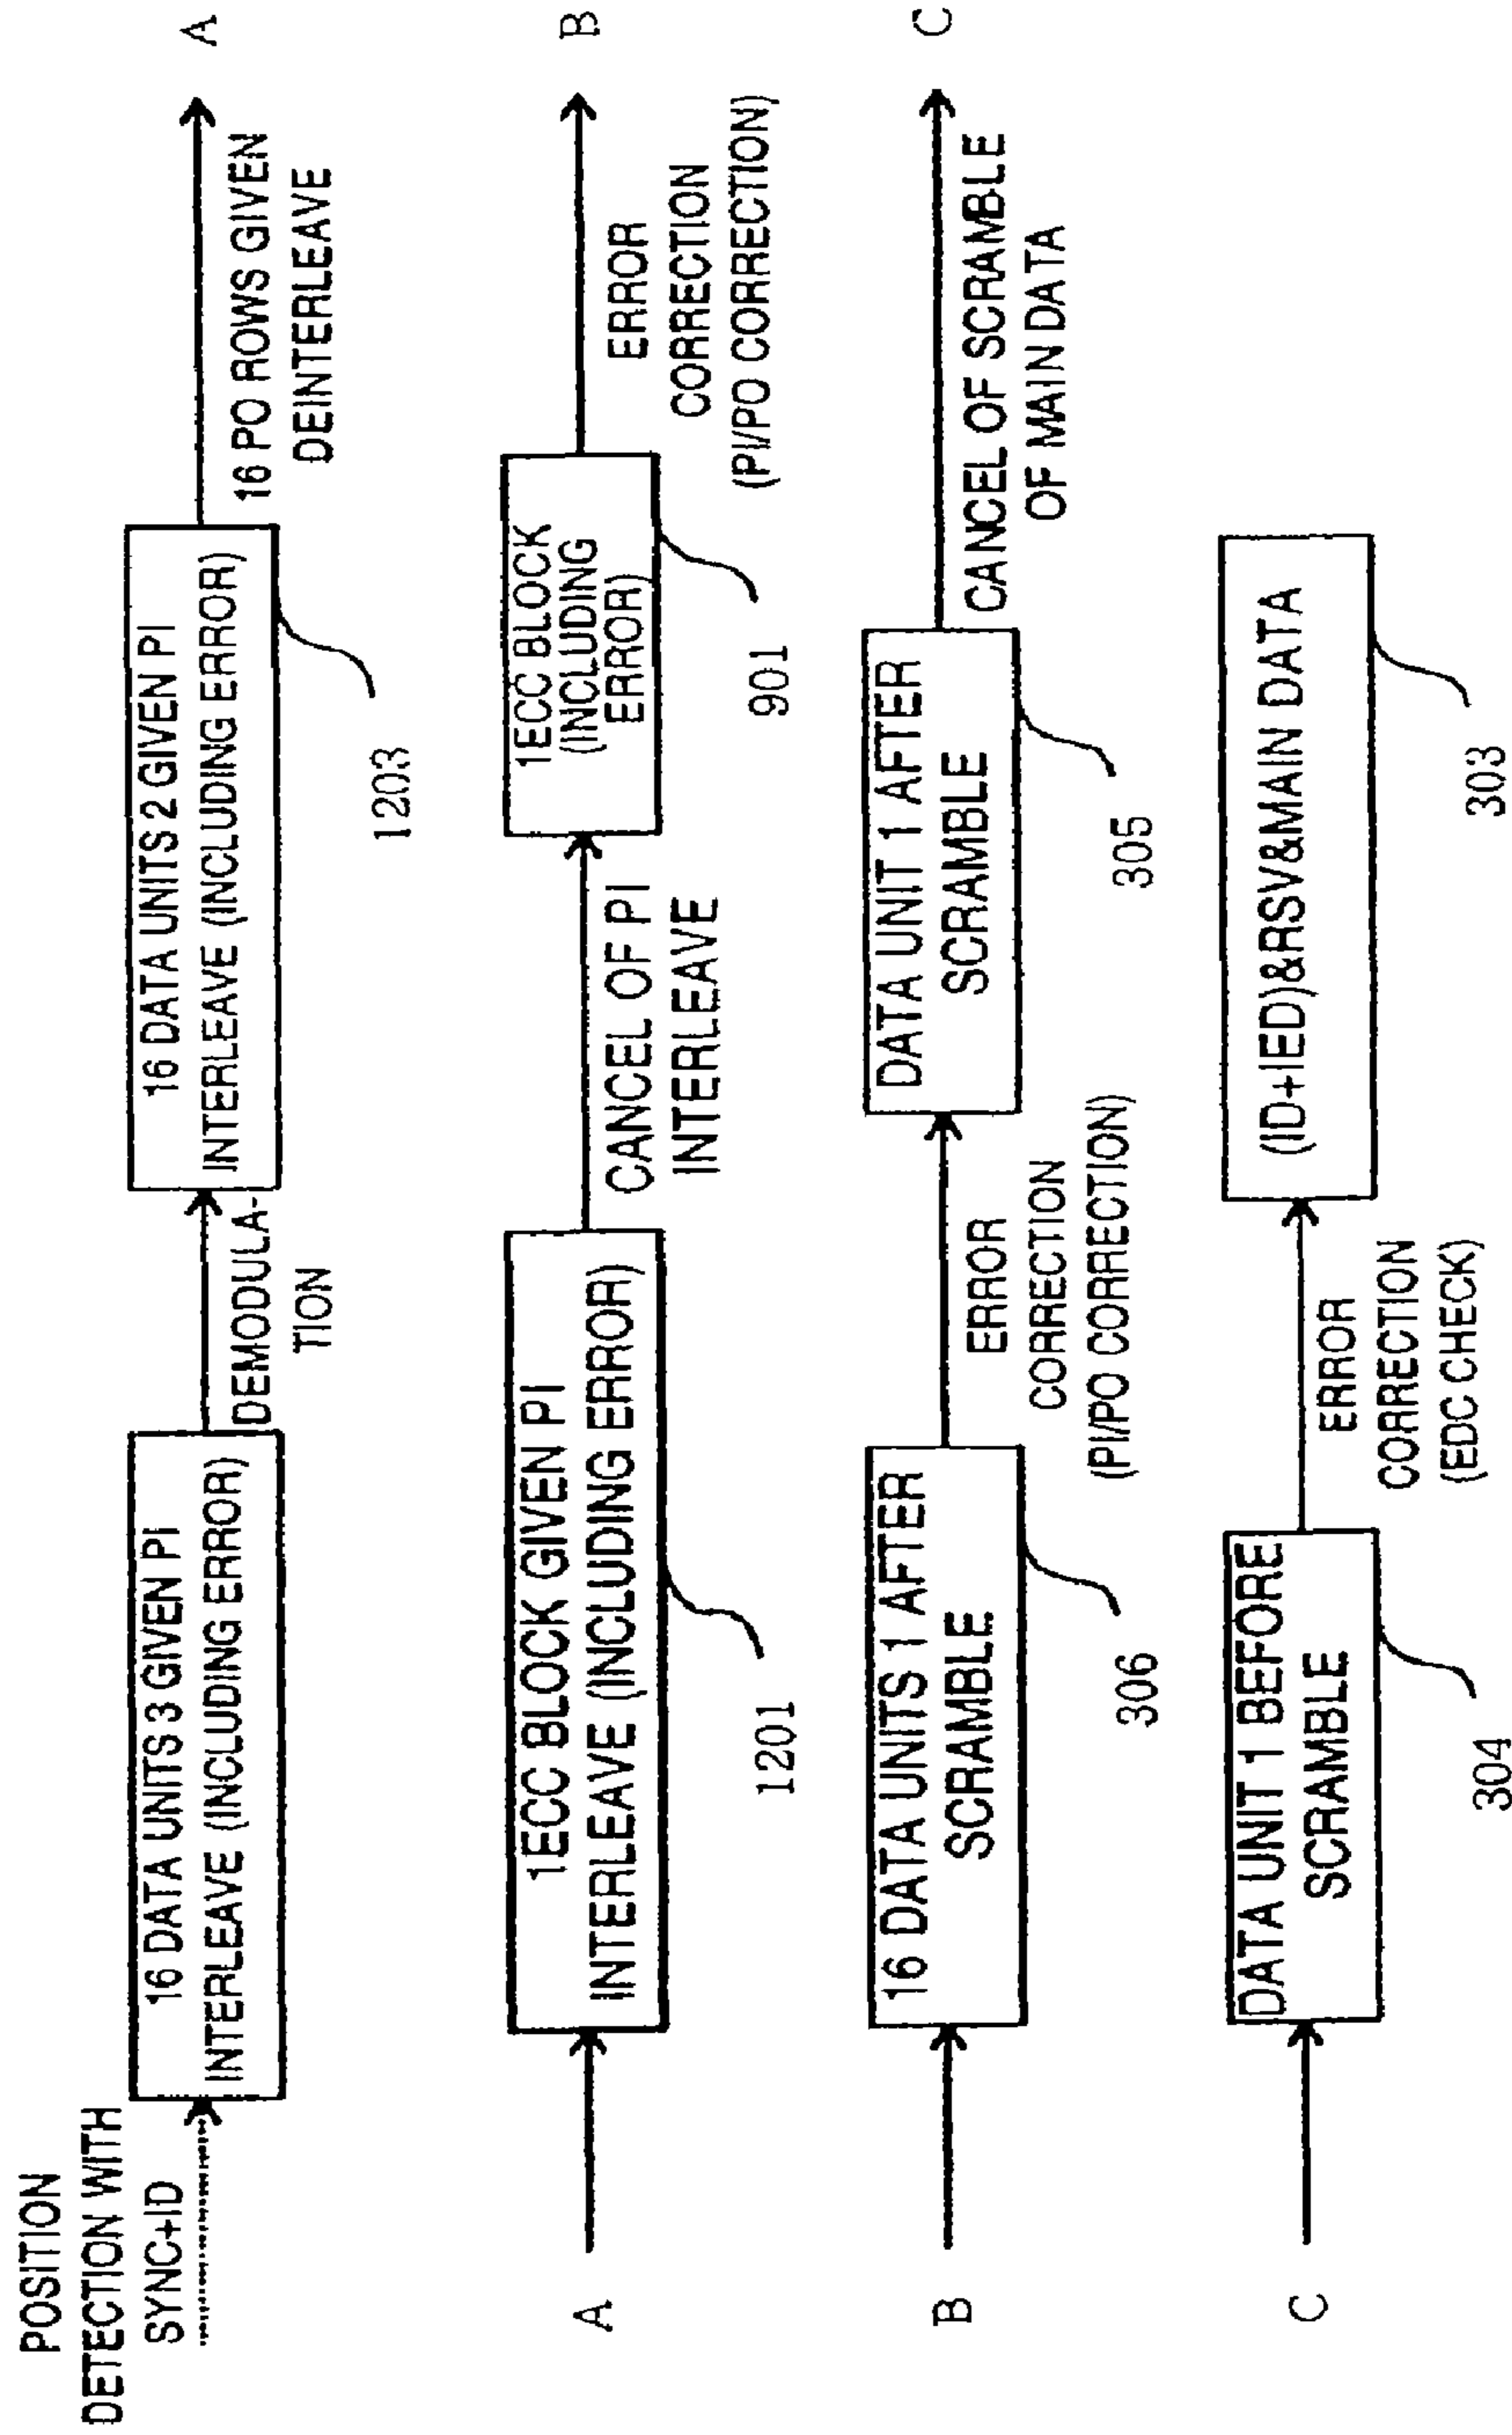 POSITION
DETECTION WITH
SYNC+ID
16 DATA UNITS 3 GIVEN PI
INTERLEAVE (INCLUDING ERROR)
DEMODULA-
TION
16 DATA UNITS 2 GIVEN PI
INTERLEAVE (INCLUDING ERROR)
1203
16 PO ROWS GIVEN
DEINTERLEAVE
A
A
1ECC BLOCK GIVEN PI
INTERLEAVE (INCLUDING ERROR)
1201
CANCEL OF PI
INTERLEAVE
1ECC BLOCK
(INCLUDING
ERROR)
901
ERROR
CORRECTION
(PI/PO CORRECTION)
B
B
16 DATA UNITS 1 AFTER
SCRAMBLE
306
ERROR
CORRECTION
(PI/PO CORRECTION)
DATA UNIT 1 AFTER
SCRAMBLE
305
CANCEL OF SCRAMBLE
OF MAIN DATA
C
C
DATA UNIT 1 BEFORE
SCRAMBLE
304
ERROR
CORRECTION
(EDC CHECK)
(ID+IED)&RSV&MAIN DATA
303